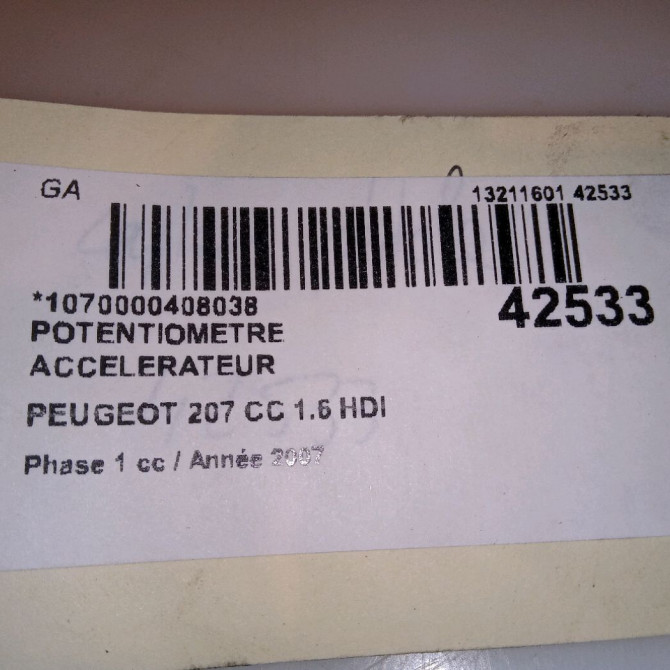 GA
13211601 42533
*1070000408038
42533
POTENTIOMETRE
ACCELERATEUR
PEUGEOT 207 CC 1.6 HDI
Phase 1 cc / Année 2007